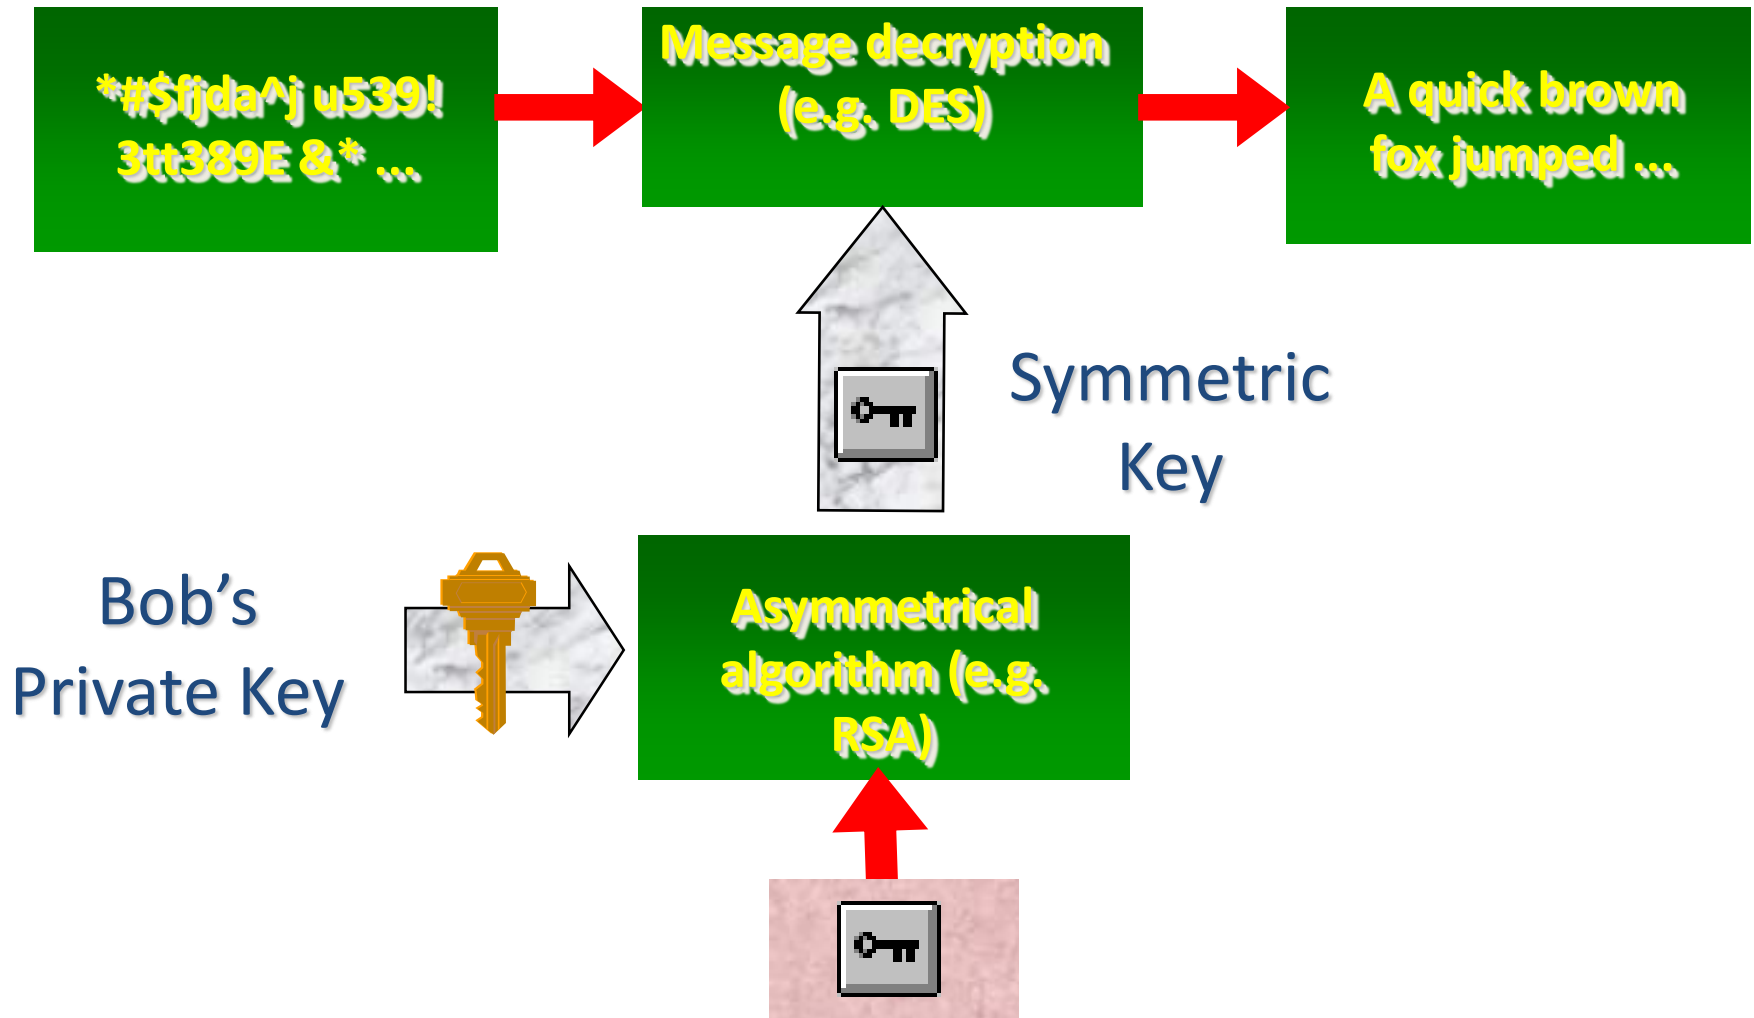 *#$fjda^j u539!
3tt389E &* ...
Message decryption
(e.g. DES)
A quick brown
fox jumped ...
Symmetric
Key
Bob’s
Private Key
Asymmetrical
algorithm (e.g.
RSA)